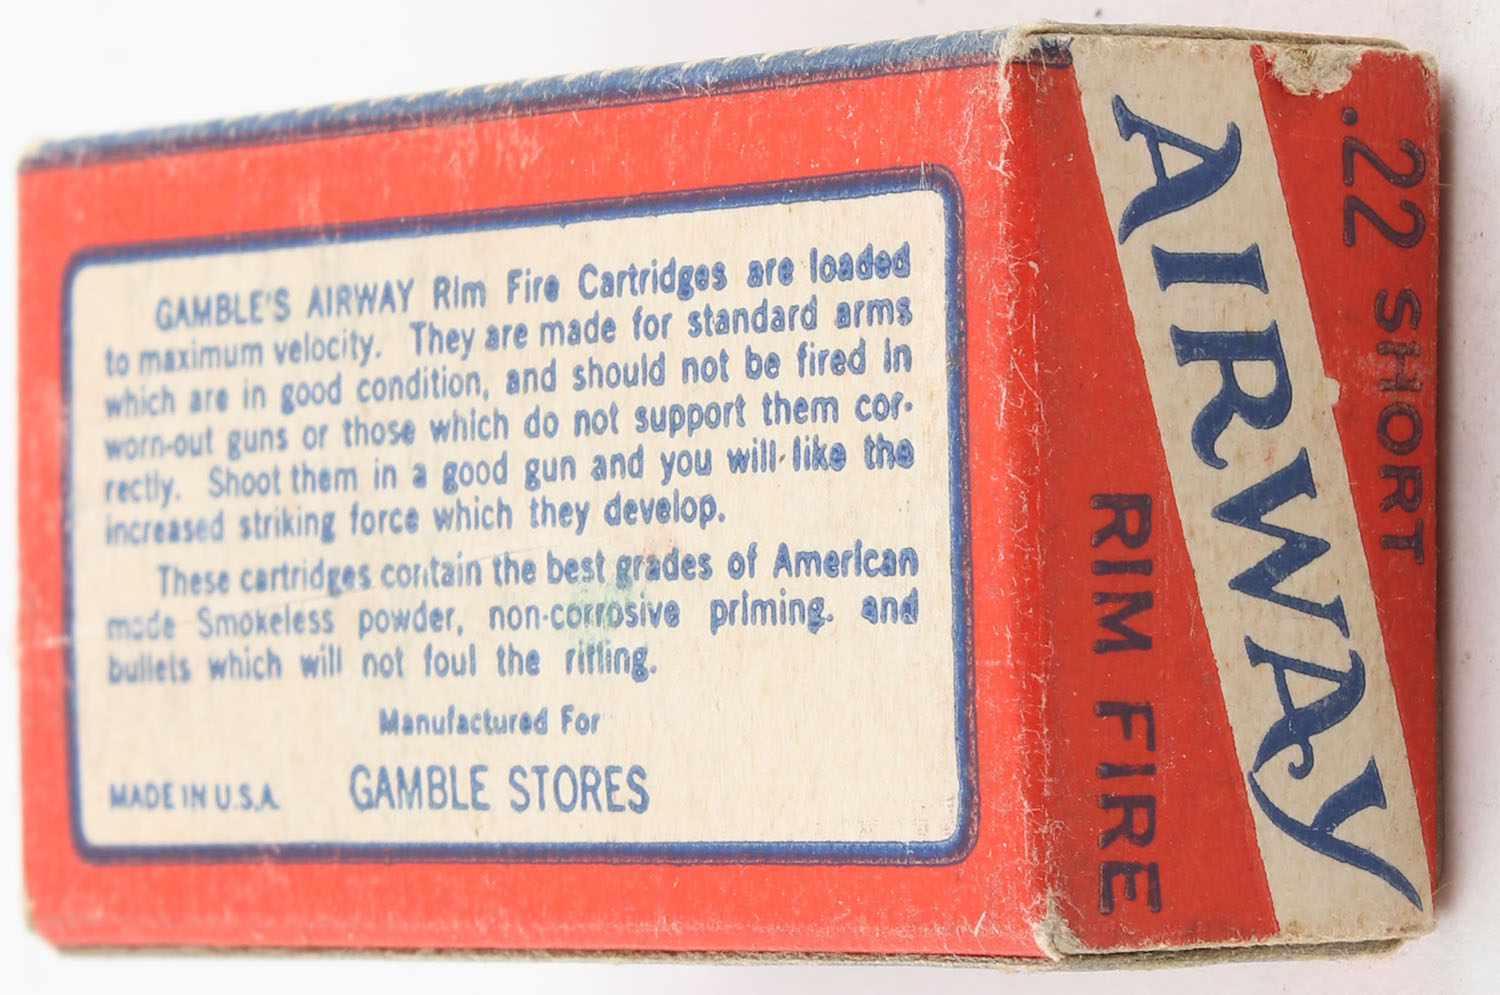 GAMBLE'S AIRWAY Rim Fire Cartridges are loaded
to maximum velocity. They are made for standard arms
which are in good condition, and should not be fired in
worn-out guns or those which do not support them cor-
rectly. Shoot them in a good gun and you will like the
increased striking force which they develop.
These cartridges contain the best grades of American
made Smokeless powder, non-corrosive priming, and
bullets which will not foul the rifling.
Manufactured For
MADE IN U.S.A. GAMBLE STORES
.22 SHORT
AIRWAY
RIM FIRE